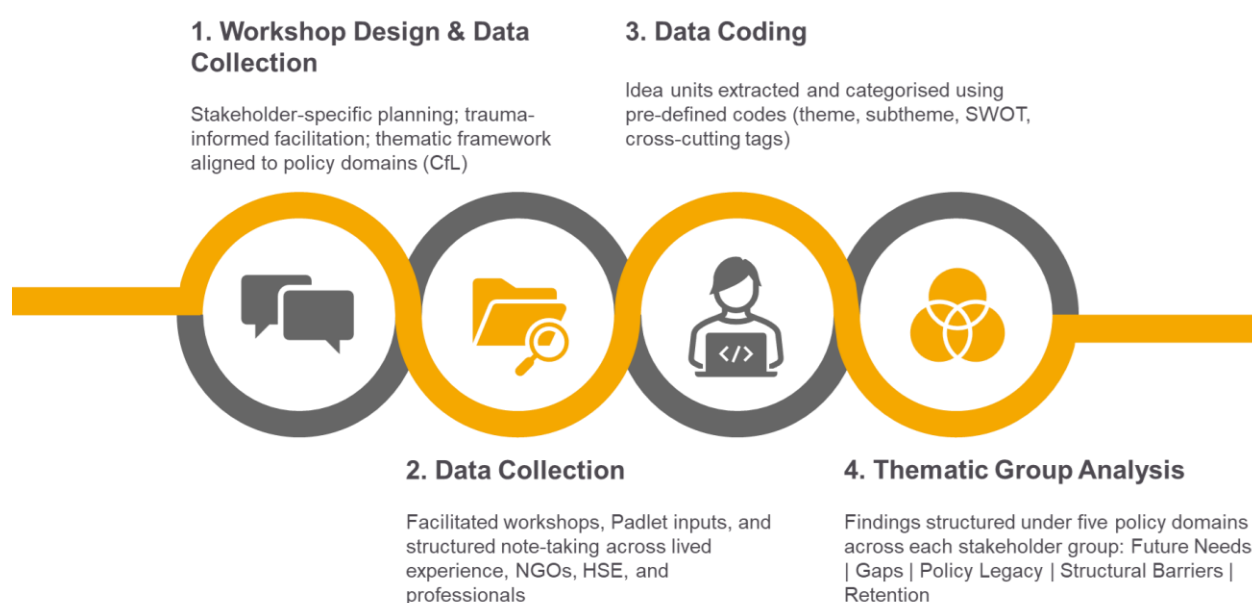 1. Workshop Design & Data
Collection
Stakeholder-specific planning; trauma-
informed facilitation; thematic framework
aligned to policy domains (CfL)
3. Data Coding
Idea units extracted and categorised using
pre-defined codes (theme, subtheme, SWOT,
cross-cutting tags)
</>
2. Data Collection
Facilitated workshops, Padlet inputs, and
structured note-taking across lived
experience, NGOs, HSE, and
professionals
4. Thematic Group Analysis
Findings structured under five policy domains
across each stakeholder group: Future Needs
| Gaps | Policy Legacy | Structural Barriers |
Retention